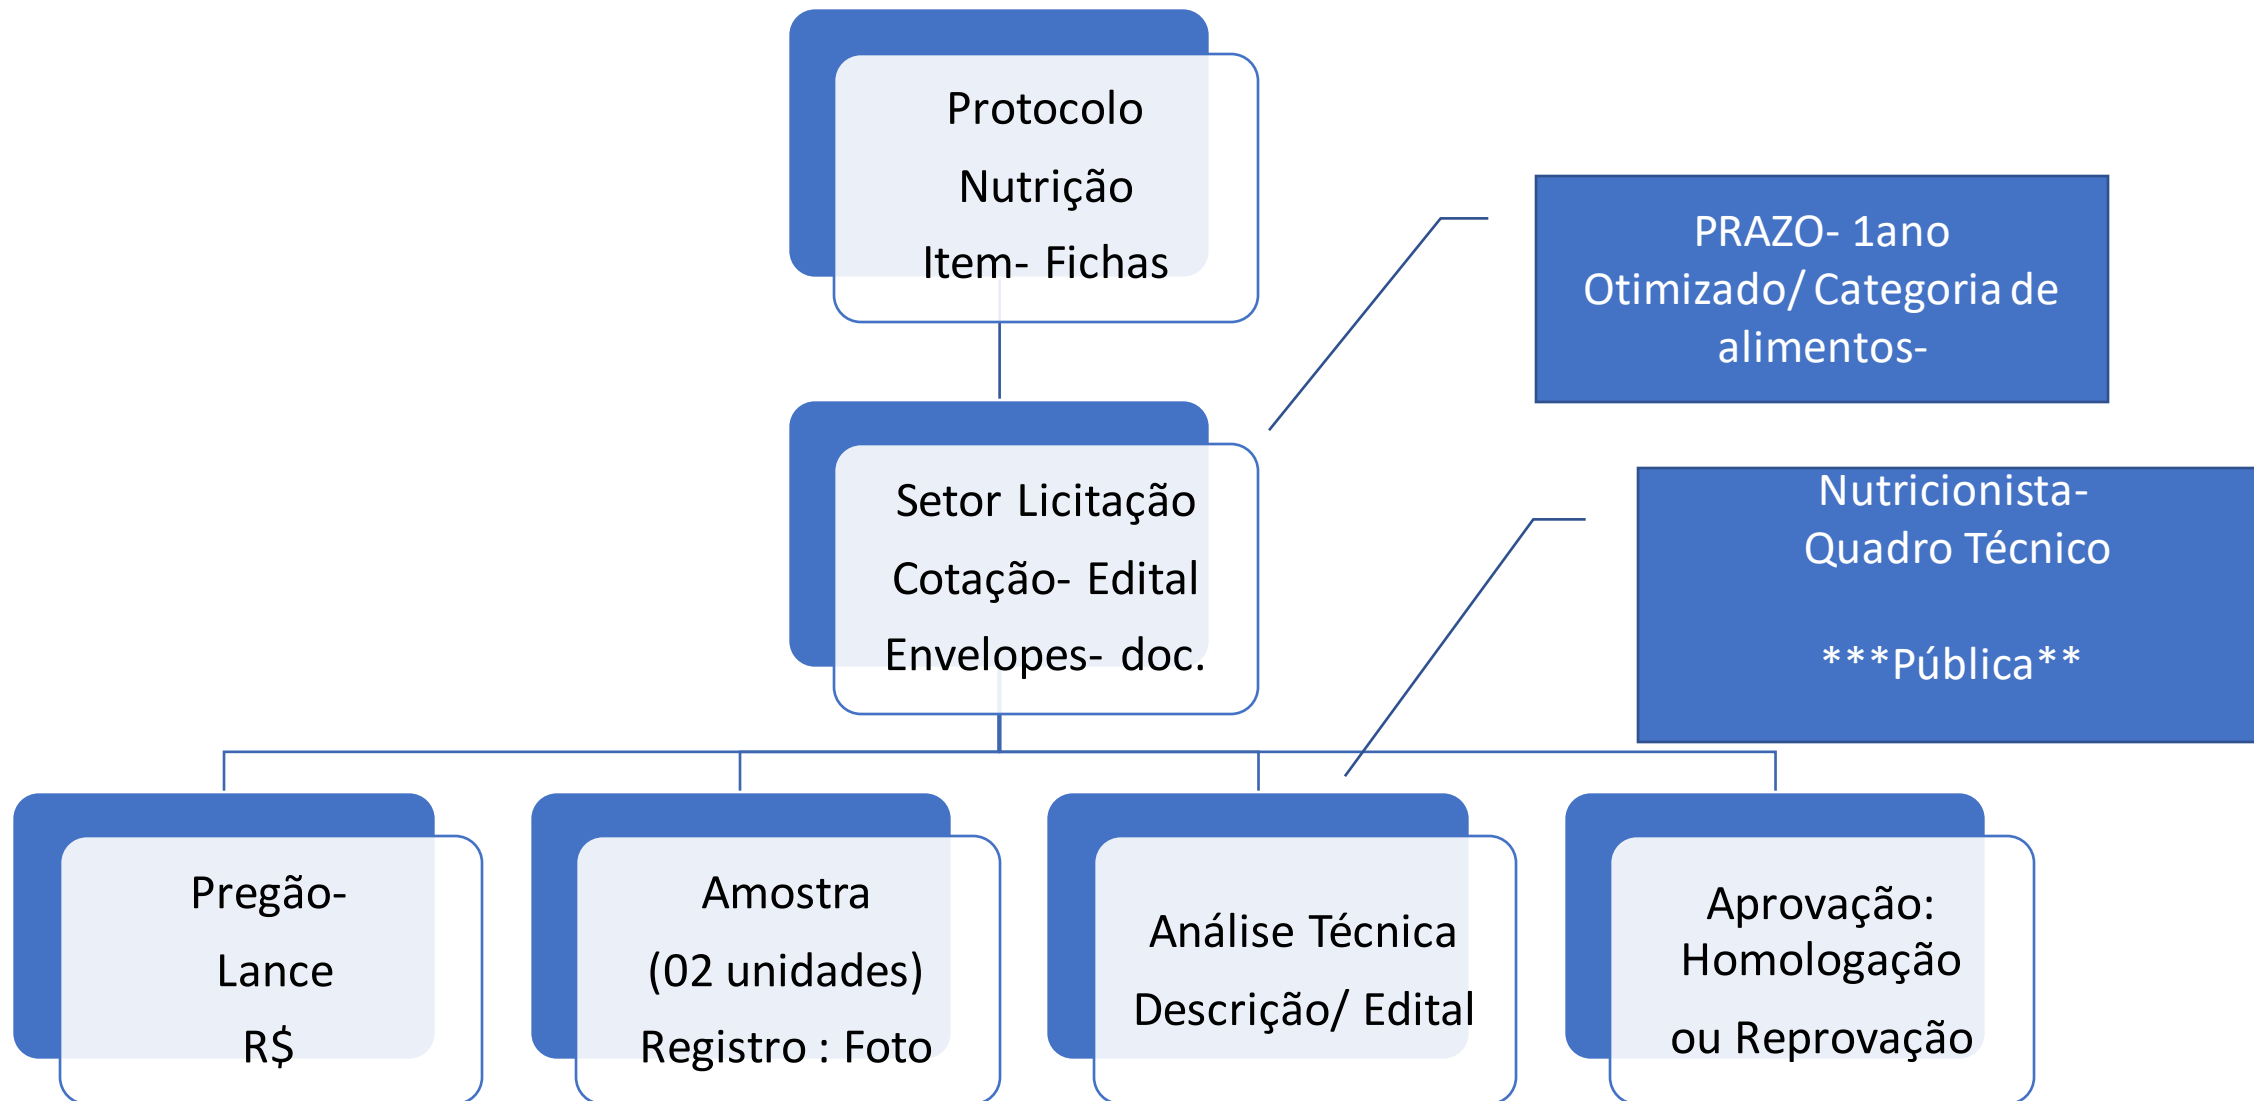 Protocolo
Nutrição
Item- Fichas
PRAZO- 1ano
Otimizado/ Categoria de
alimentos-
Setor Licitação
Cotação- Edital
Envelopes- doc.
Nutricionista-
Quadro Técnico
***Pública**
Pregão-
Lance
R$
Amostra
(02 unidades)
Registro : Foto
Análise Técnica
Descrição/ Edital
Aprovação:
Homologação
ou Reprovação